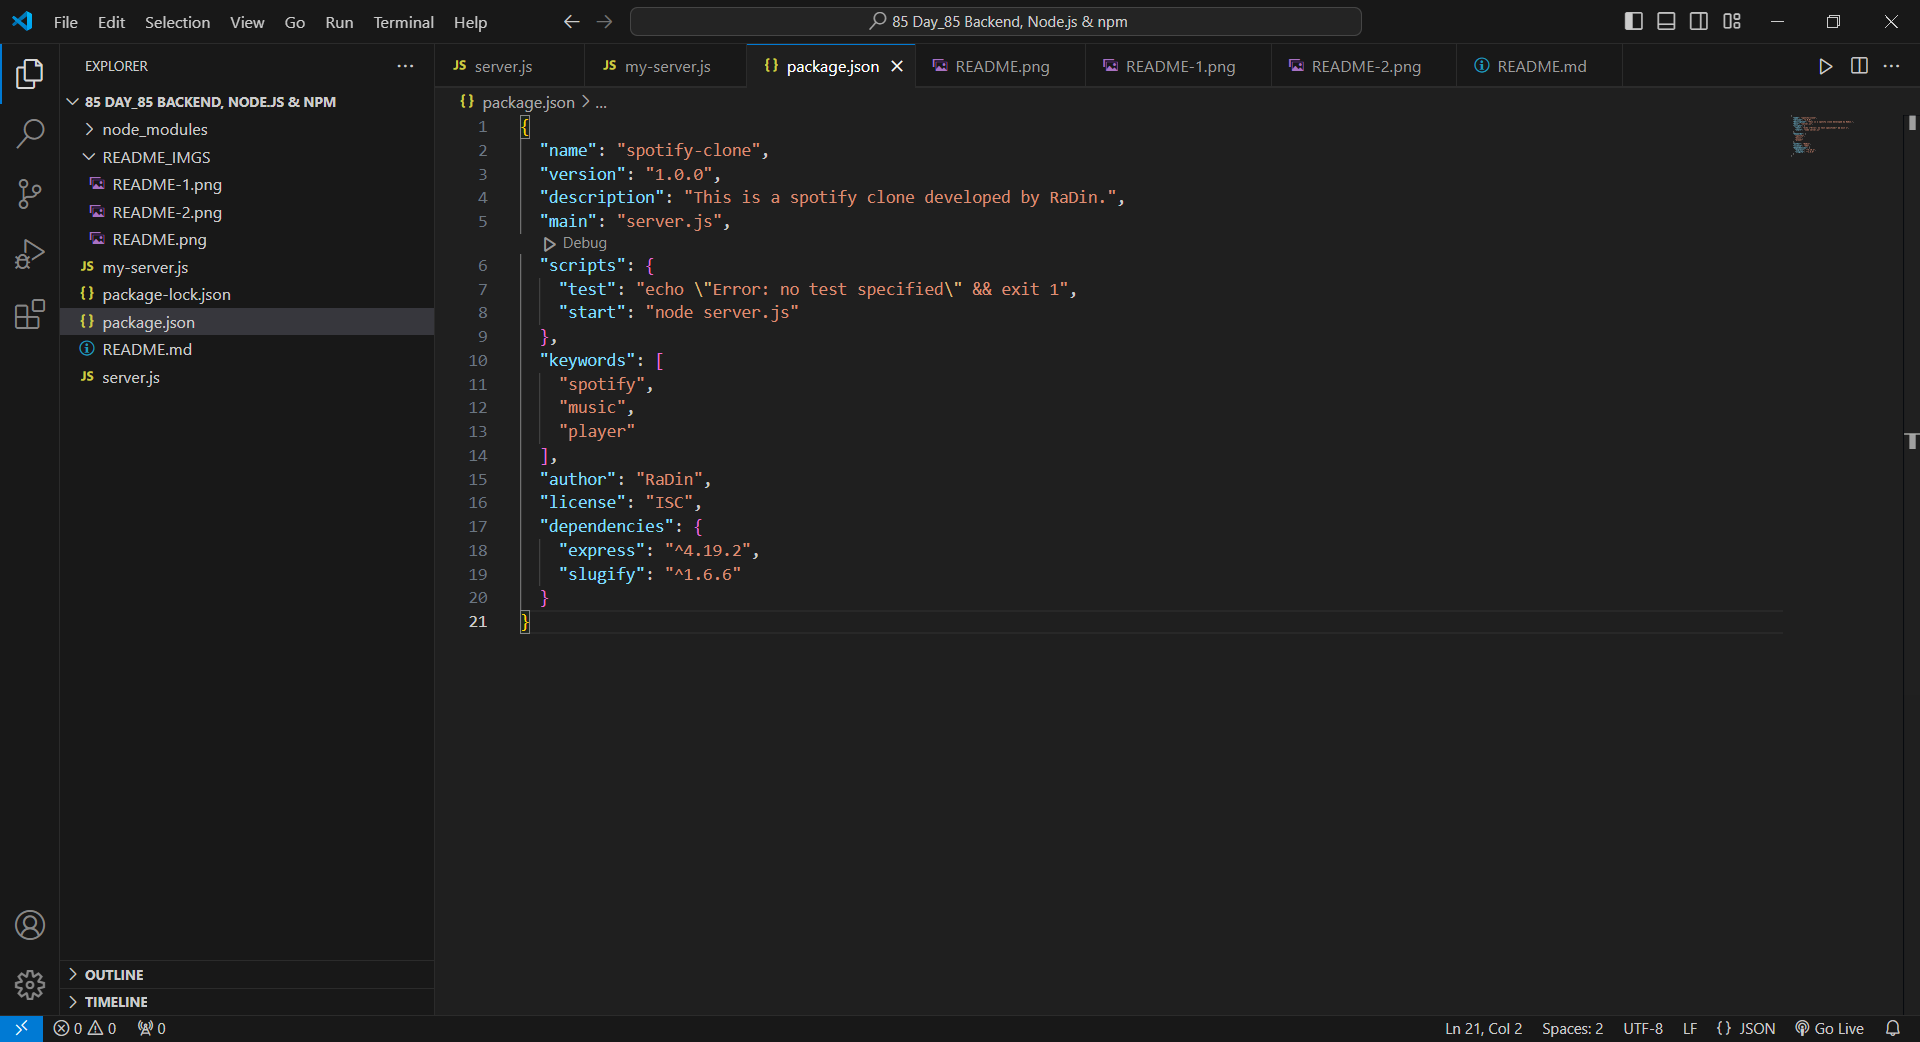 File Edit Selection View Go Run Terminal Help
85 Day_85 Backend, Node.js & npm
EXPLORER
85 DAY_85 BACKEND, NODE.JS & NPM
node_modules
README_IMGS
README-1.png
README-2.png
README.png
JS my-server.js
{} package-lock.json
{} package.json
README.md
JS server.js
OUTLINE
TIMELINE
JS server.js
JS my-server.js
{} package.json
README.png
README-1.png
README-2.png
README.md
{} package.json > ...
1 {
2 "name": "spotify-clone",
3 "version": "1.0.0",
4 "description": "This is a spotify clone developed by RaDin.",
5 "main": "server.js",
Debug
6 "scripts": {
7 "test": "echo \"Error: no test specified\" && exit 1",
8 "start": "node server.js"
9 },
10 "keywords": [
11 "spotify",
12 "music",
13 "player"
14 ],
15 "author": "RaDin",
16 "license": "ISC",
17 "dependencies": {
18 "express": "^4.19.2",
19 "slugify": "^1.6.6"
20 }
21 }
0 0 0
Ln 21, Col 2 Spaces: 2 UTF-8 LF {} JSON Go Live